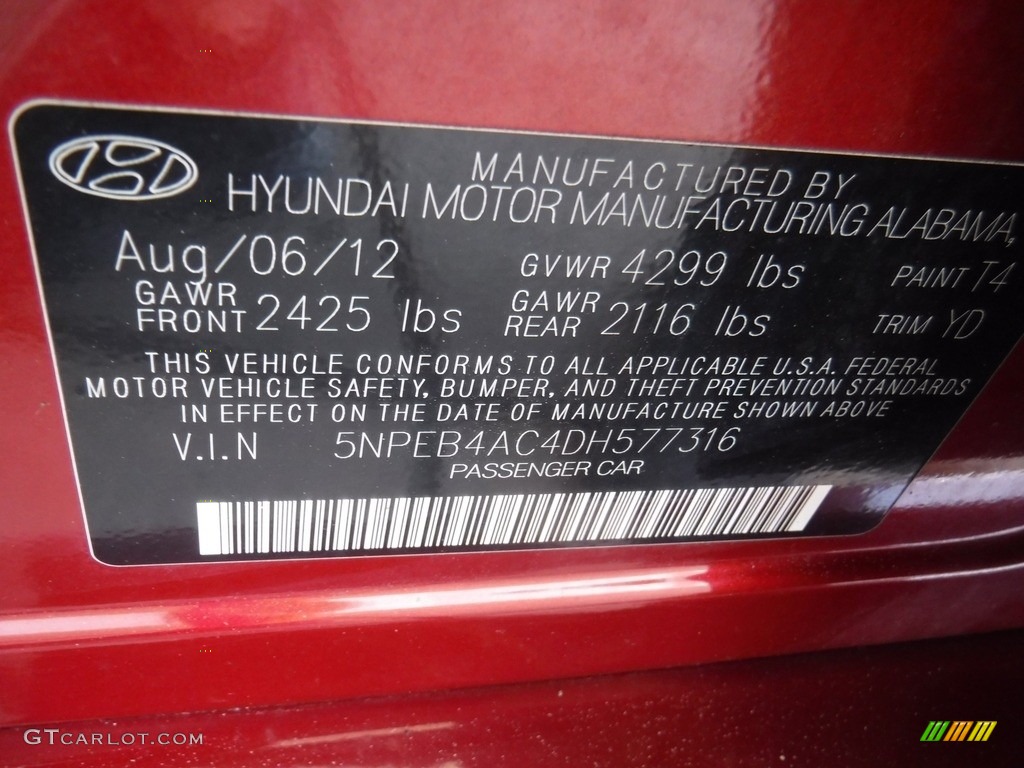 MANUFACTURED BY
HYUNDAI MOTOR MANUFACTURING ALABAMA,
Aug/06/12 GVWR 4299 lbs PAINT T4
GAWR FRONT 2425 lbs GAWR REAR 2116 lbs TRIM YD
THIS VEHICLE CONFORMS TO ALL APPLICABLE U.S.A. FEDERAL
MOTOR VEHICLE SAFETY, BUMPER, AND THEFT PREVENTION STANDARDS
IN EFFECT ON THE DATE OF MANUFACTURE SHOWN ABOVE
V.I.N 5NPEB4AC4DH577316
PASSENGER CAR
GTCARLOT.COM